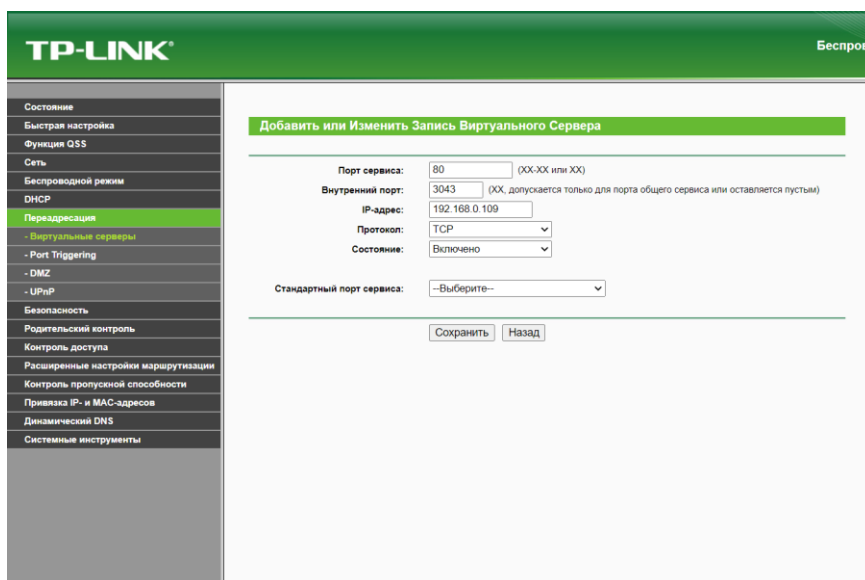 TP-LINK®
Беспров
Состояние
Быстрая настройка
Функция QSS
Сеть
Беспроводной режим
DHCP
Переадресация
- Виртуальные серверы
- Port Triggering
- DMZ
- UPnP
Безопасность
Родительский контроль
Контроль доступа
Расширенные настройки маршрутизации
Контроль пропускной способности
Привязка IP- и MAC-адресов
Динамический DNS
Системные инструменты
Добавить или Изменить Запись Виртуального Сервера
Порт сервиса: 80 (XX-XX или XX)
Внутренний порт: 3043 (XX, допускается только для порта общего сервиса или оставляется пустым)
IP-адрес: 192.168.0.109
Протокол: TCP
Состояние: Включено
Стандартный порт сервиса: --Выберите--
Сохранить Назад